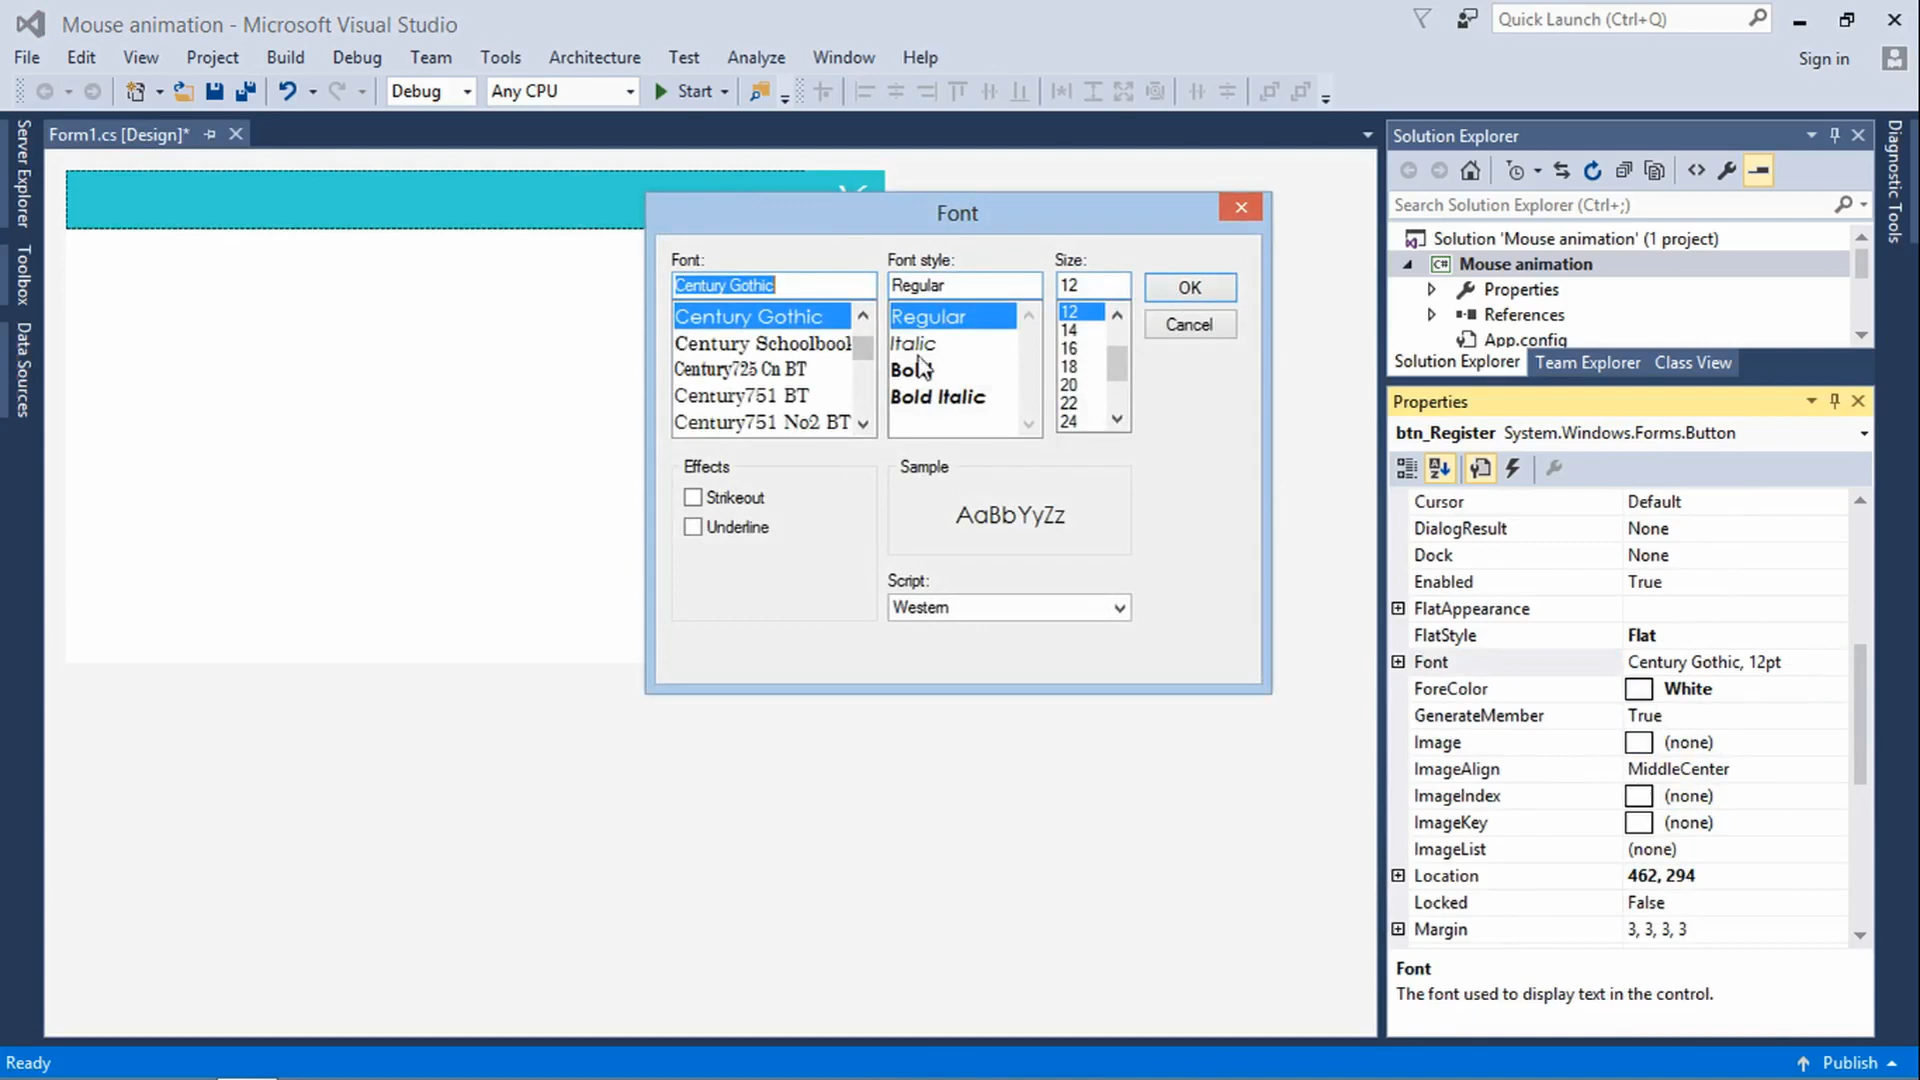 Mouse animation - Microsoft Visual Studio
Quick Launch (Ctrl+Q)
File Edit View Project Build Debug Team Tools Architecture Test Analyze Window Help
Sign in
Debug Any CPU Start
Server Explorer
Toolbox
Data Sources
Form1.cs [Design]*
Font
Font:
Century Gothic
Century Gothic
Century Schoolbook
Century725 Cn BT
Century751 BT
Century751 No2 BT
Font style:
Regular
Regular
Italic
Bold
Bold Italic
Size:
12
12
14
16
18
20
22
24
OK
Cancel
Effects
Strikeout
Underline
Sample
AaBbYyZz
Script:
Western
Solution Explorer
Search Solution Explorer (Ctrl+;)
Solution 'Mouse animation' (1 project)
C# Mouse animation
Properties
References
App.config
Solution Explorer Team Explorer Class View
Properties
btn_Register System.Windows.Forms.Button
Cursor Default
DialogResult None
Dock None
Enabled True
FlatAppearance
FlatStyle Flat
Font Century Gothic, 12pt
ForeColor White
GenerateMember True
Image (none)
ImageAlign MiddleCenter
ImageIndex (none)
ImageKey (none)
ImageList (none)
Location 462, 294
Locked False
Margin 3, 3, 3, 3
Font
The font used to display text in the control.
Diagnostic Tools
Ready
Publish